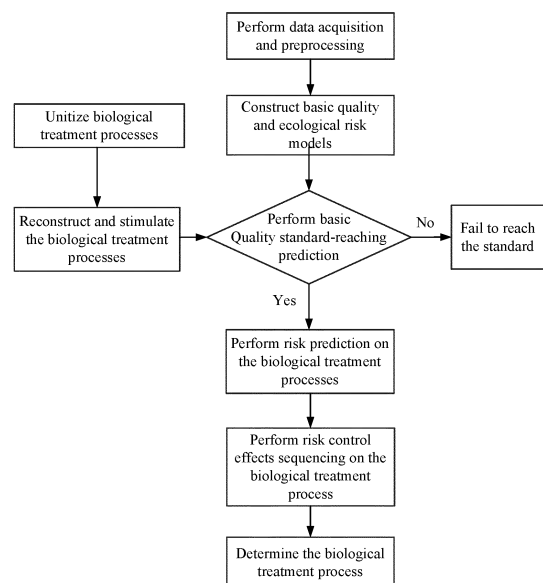 Perform data acquisition
and preprocessing
Construct basic quality
and ecological risk
models
Unitize biological
treatment processes
Reconstruct and stimulate
the biological treatment
processes
Perform basic
Quality standard-reaching
prediction
No
Fail to reach
the standard
Yes
Perform risk prediction on
the biological treatment
processes
Perform risk control
effects sequencing on the
biological treatment
process
Determine the biological
treatment process